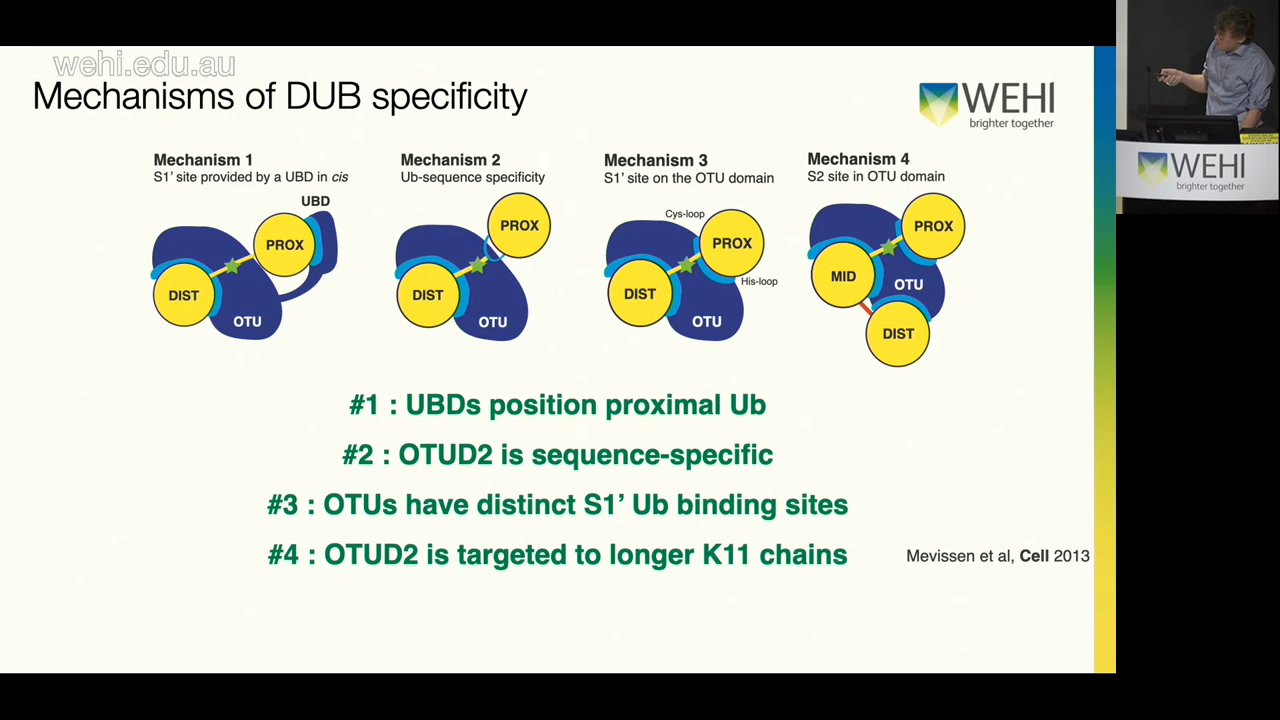 wehi.edu.au
Mechanisms of DUB specificity
WEHI
brighter together
Mechanism 1
S1’ site provided by a UBD in cis
UBD
PROX
DIST
OTU
Mechanism 2
Ub-sequence specificity
PROX
DIST
OTU
Mechanism 3
S1’ site on the OTU domain
Cys-loop
PROX
His-loop
DIST
OTU
Mechanism 4
S2 site in OTU domain
PROX
MID
OTU
DIST
#1 : UBDs position proximal Ub
#2 : OTUD2 is sequence-specific
#3 : OTUs have distinct S1’ Ub binding sites
#4 : OTUD2 is targeted to longer K11 chains
Mevissen et al, Cell 2013
WEHI
brighter together